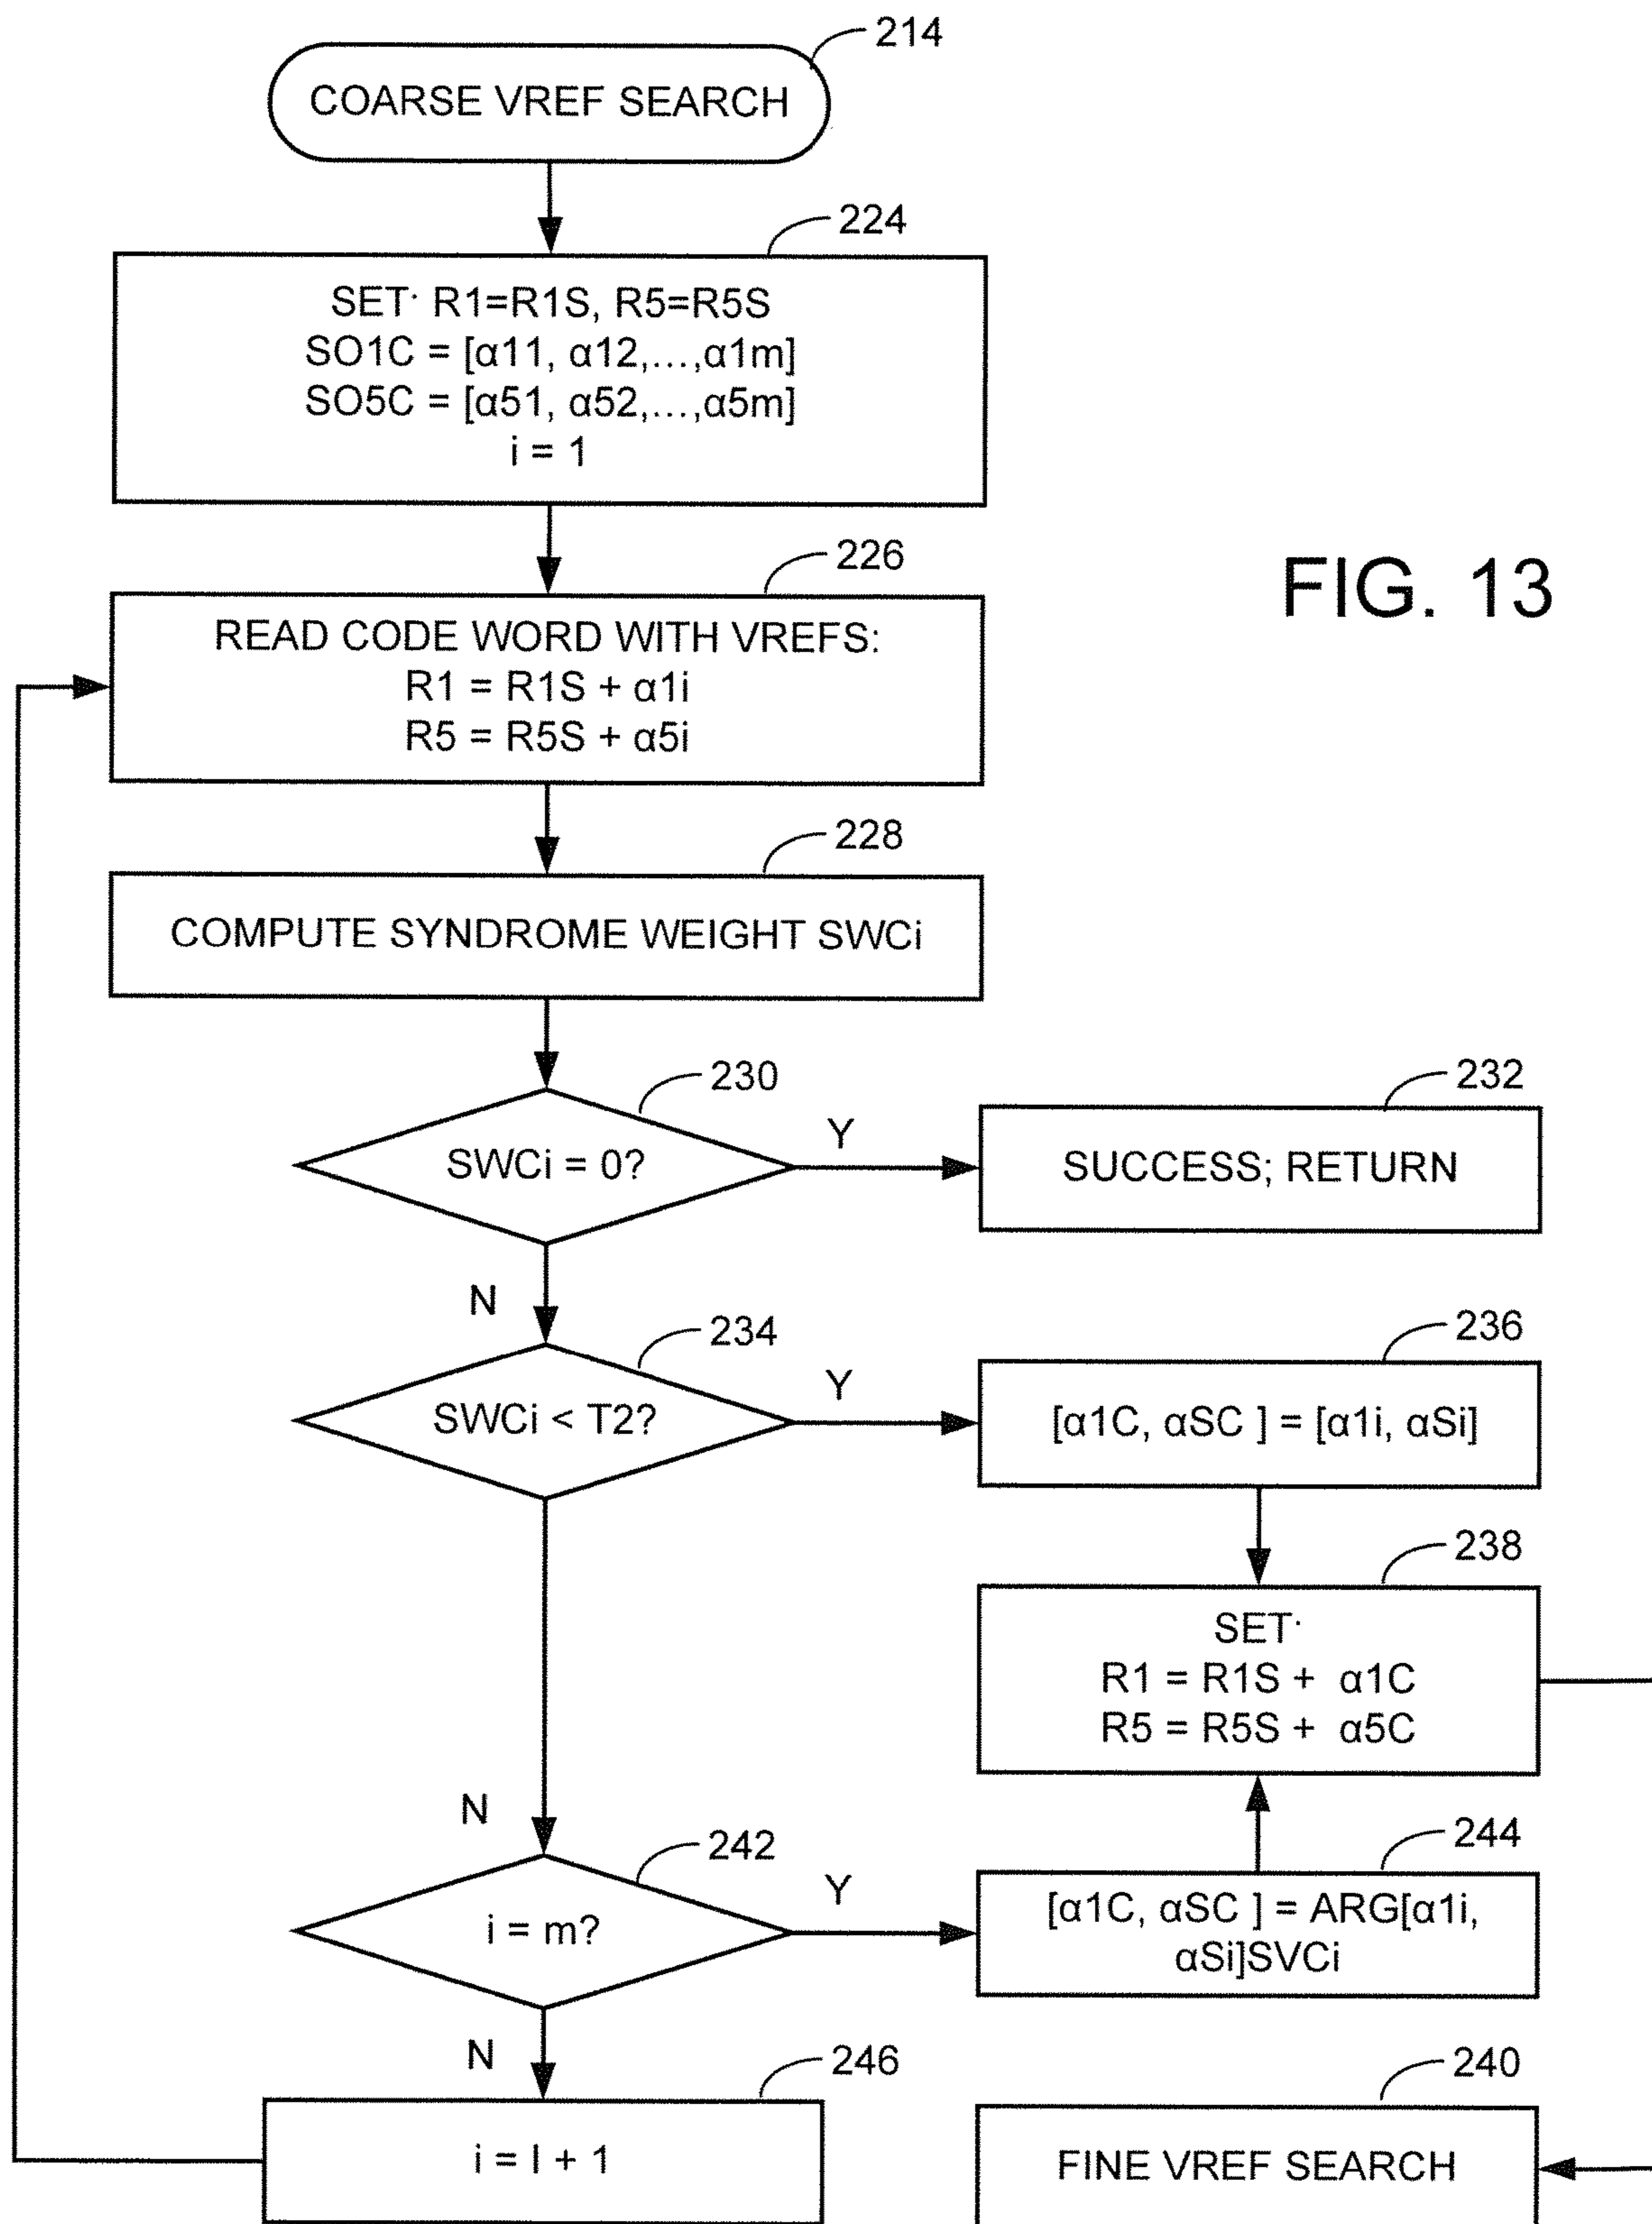 214
COARSE VREF SEARCH
224
SET· R1=R1S, R5=R5S
SO1C = [α11, α12,...,α1m]
SO5C = [α51, α52,...,α5m]
i = 1
226
READ CODE WORD WITH VREFS:
R1 = R1S + α1i
R5 = R5S + α5i
FIG. 13
228
COMPUTE SYNDROME WEIGHT SWCi
230
SWCi = 0?
Y
232
SUCCESS; RETURN
N
234
SWCi < T2?
Y
236
[α1C, αSC ] = [α1i, αSi]
238
SET·
R1 = R1S + α1C
R5 = R5S + α5C
N
242
i = m?
Y
244
[α1C, αSC ] = ARG[α1i,
αSi]SVCi
N
246
i = I + 1
240
FINE VREF SEARCH